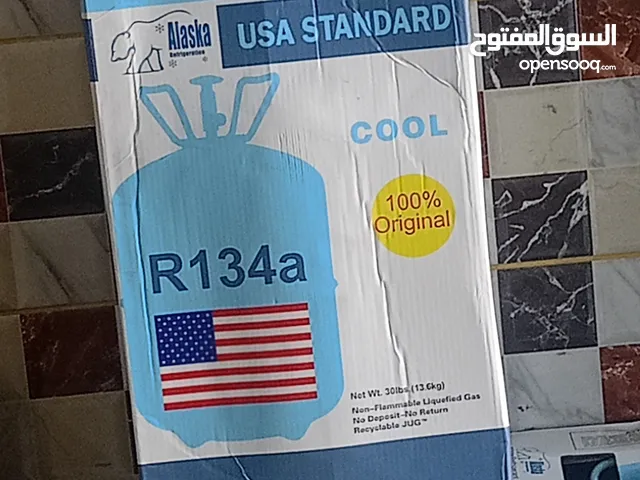 Alaska
Refrigeration
USA STANDARD
السوق المفتوح
opensooq.com
COOL
100%
Original
R134a
Net Wt. 30lbs (13.6kg)
Non-Flammable Liquefied Gas
No Deposit-No Return
Recyclable JUG™